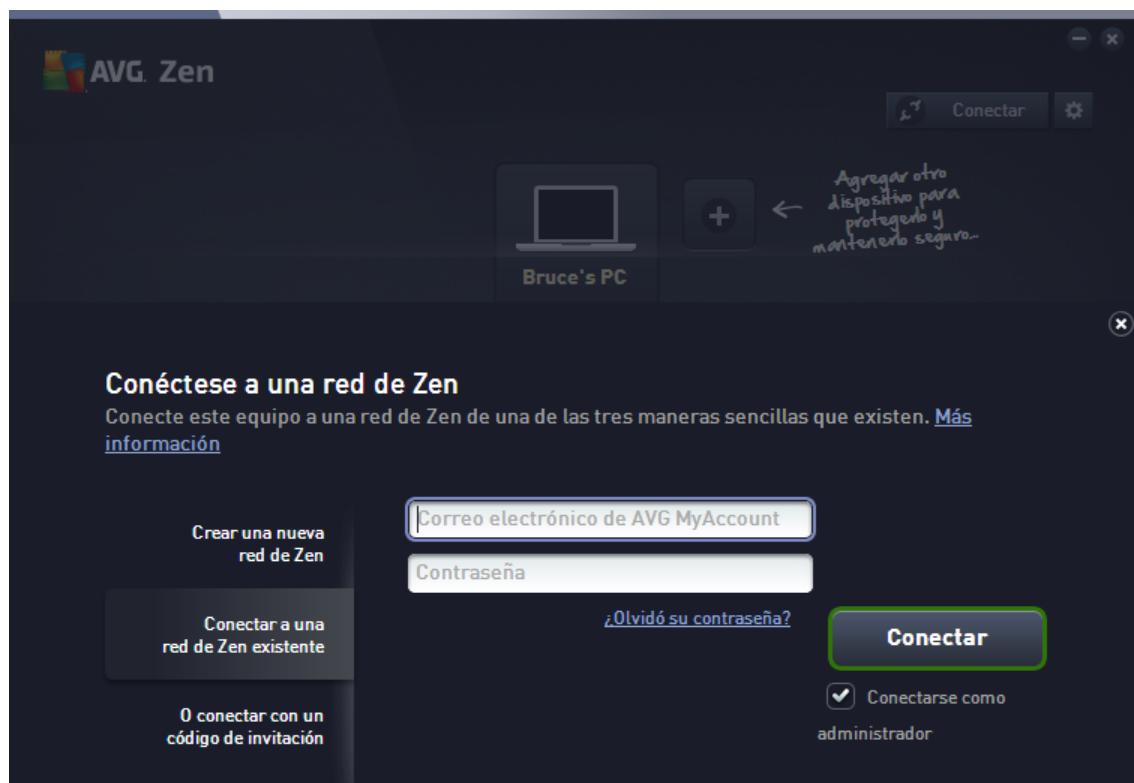 AVG. Zen
Conectar
Agregar otro
dispositivo para
protegerlo y
mantenerlo seguro...
Bruce's PC
Conéctese a una red de Zen
Conecte este equipo a una red de Zen de una de las tres maneras sencillas que existen. Más
información
Crear una nueva
red de Zen
Conectar a una
red de Zen existente
O conectar con un
código de invitación
Correo electrónico de AVG MyAccount
Contraseña
¿Olvidó su contraseña?
Conectar
Conectarse como
administrador